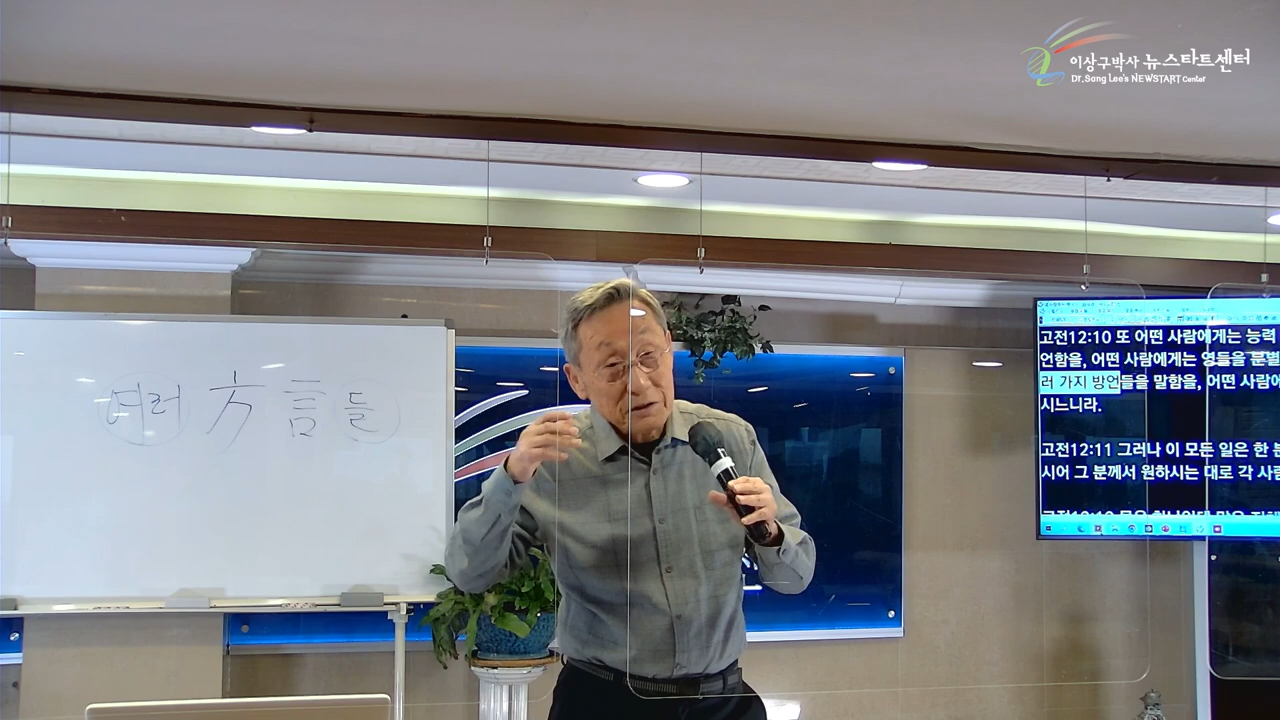 이상구박사 뉴스타트센터
Dr. Sang Lee's NEWSTART Center
여러 方言들
고전12:10 또 어떤 사람에게는 능력
언함을, 어떤 사람에게는 영들을 분별
러 가지 방언들을 말함을, 어떤 사람에
시느니라.
고전12:11 그러나 이 모든 일은 한 분
시어 그 분께서 원하시는 대로 각 사람